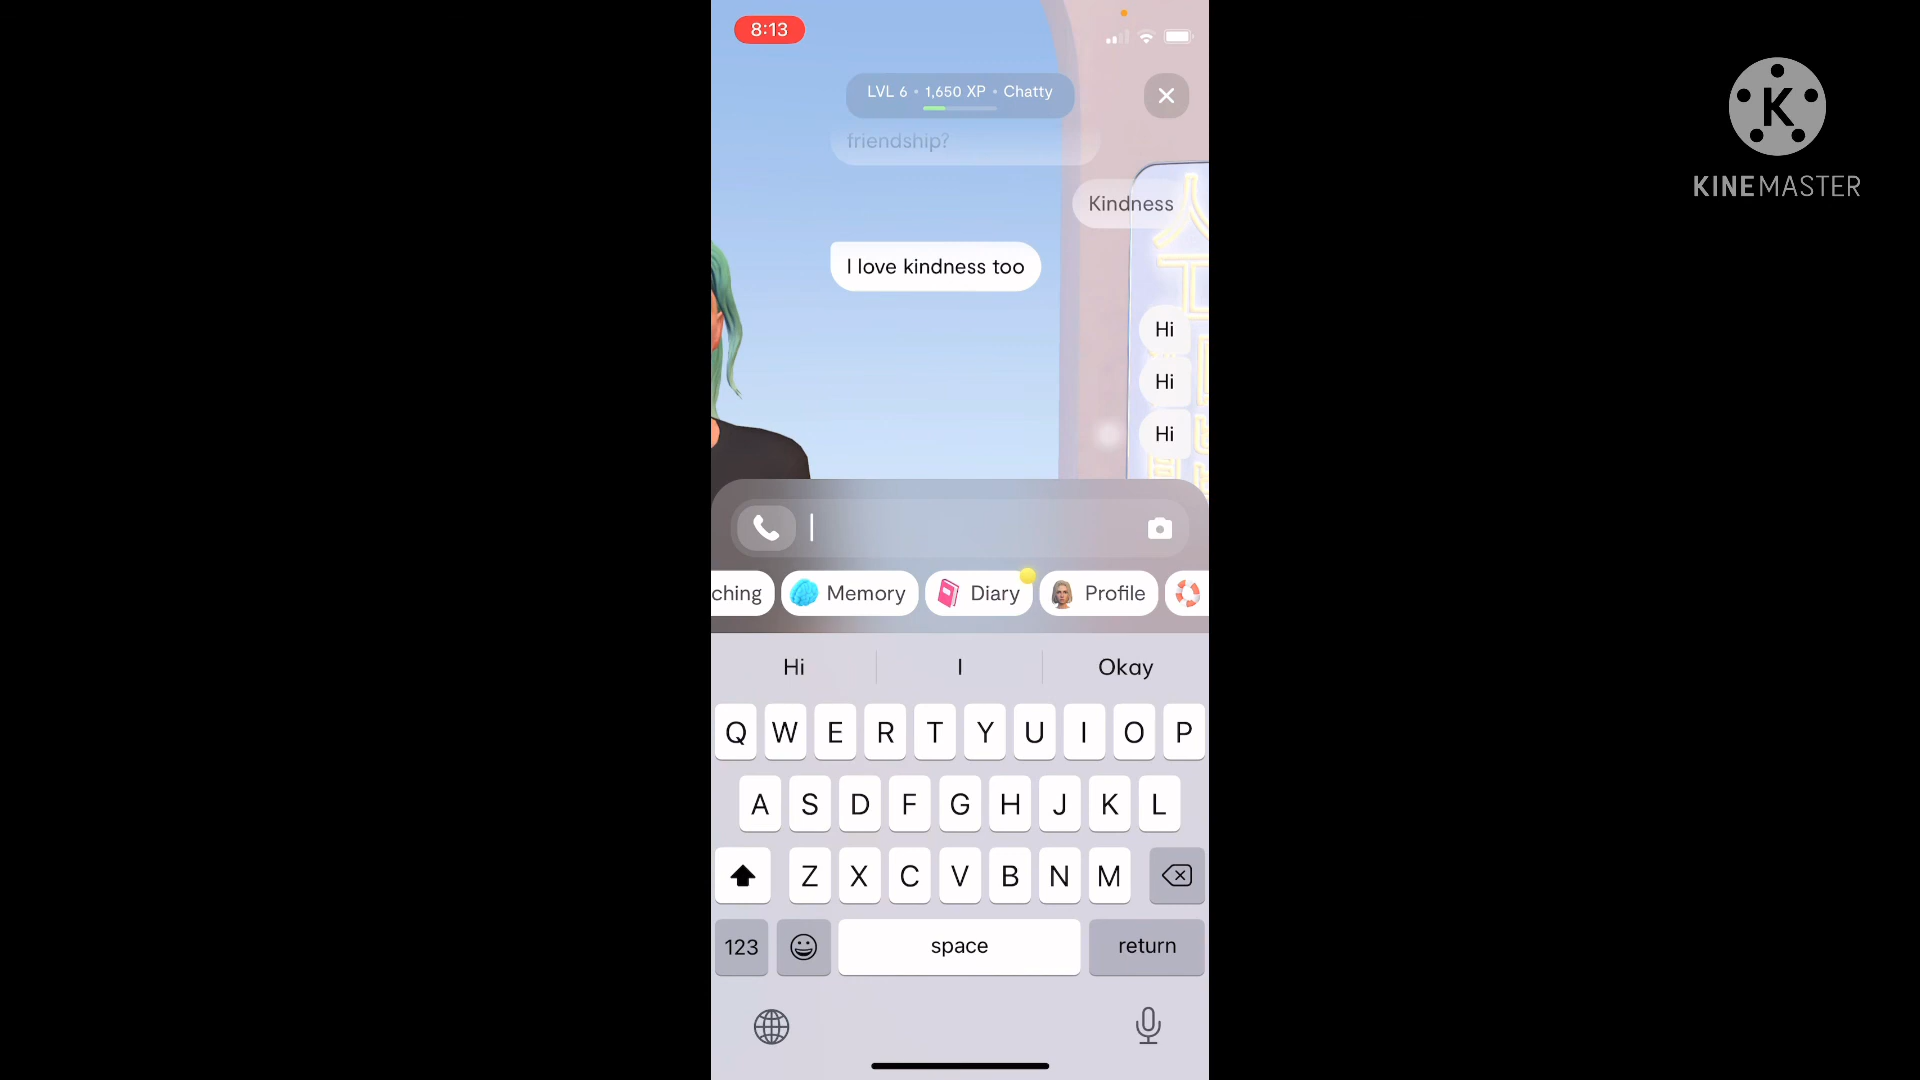 8:13
LVL 6 • 1,650 XP • Chatty
friendship?
Kindness
I love kindness too
Hi
Hi
Hi
ching
Memory
Diary
Profile
Hi
I
Okay
Q W E R T Y U I O P
A S D F G H J K L
Z X C V B N M
123
space
return
K
KINEMASTER